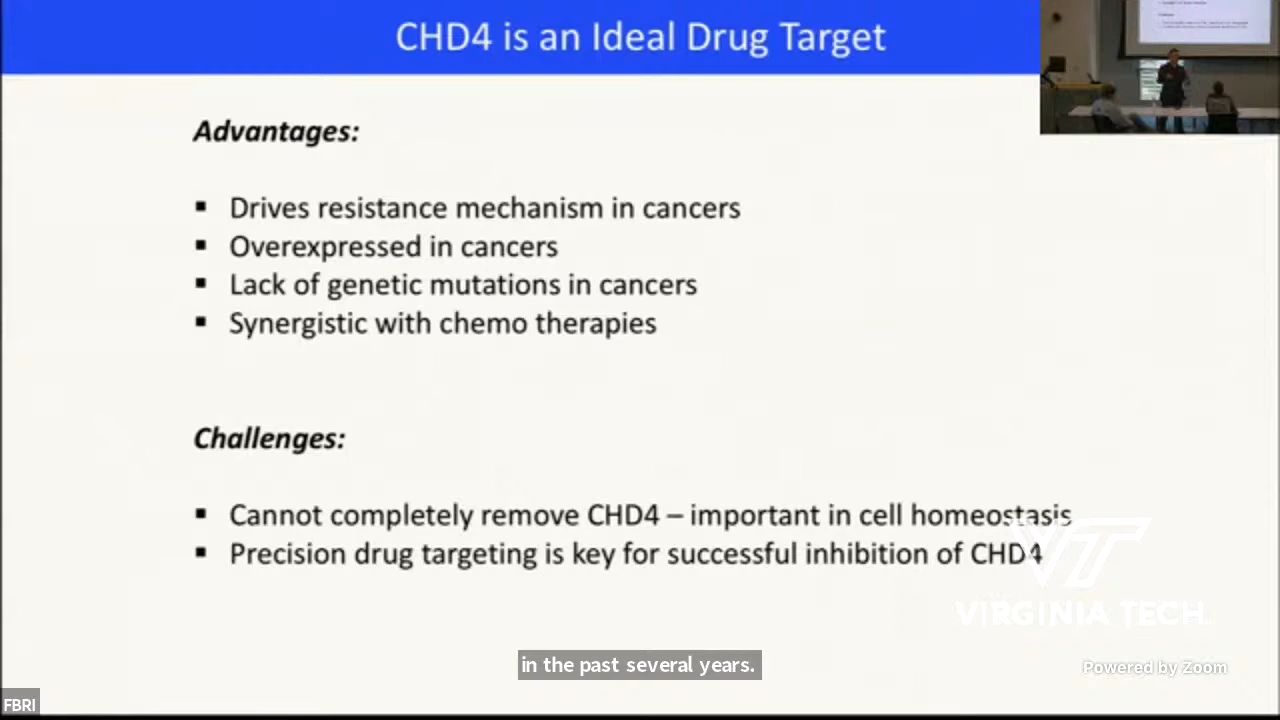 CHD4 is an Ideal Drug Target
Advantages:
▪ Drives resistance mechanism in cancers
▪ Overexpressed in cancers
▪ Lack of genetic mutations in cancers
▪ Synergistic with chemo therapies
Challenges:
▪ Cannot completely remove CHD4 – important in cell homeostasis
▪ Precision drug targeting is key for successful inhibition of CHD4
VT
VIRGINIA TECH
in the past several years.
Powered by Zoom
FBRI